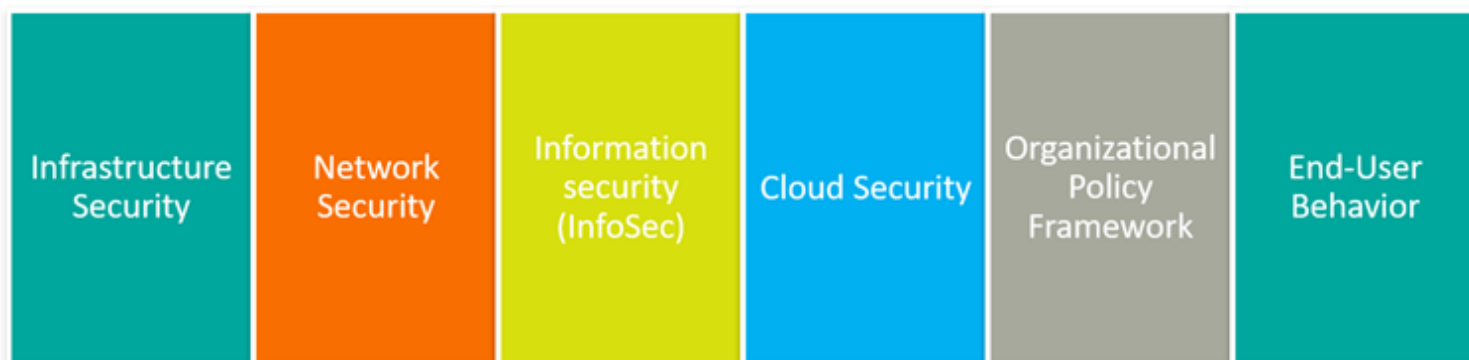 Infrastructure
Security
Network
Security
Information
security
(InfoSec)
Cloud Security
Organizational
Policy
Framework
End-User
Behavior